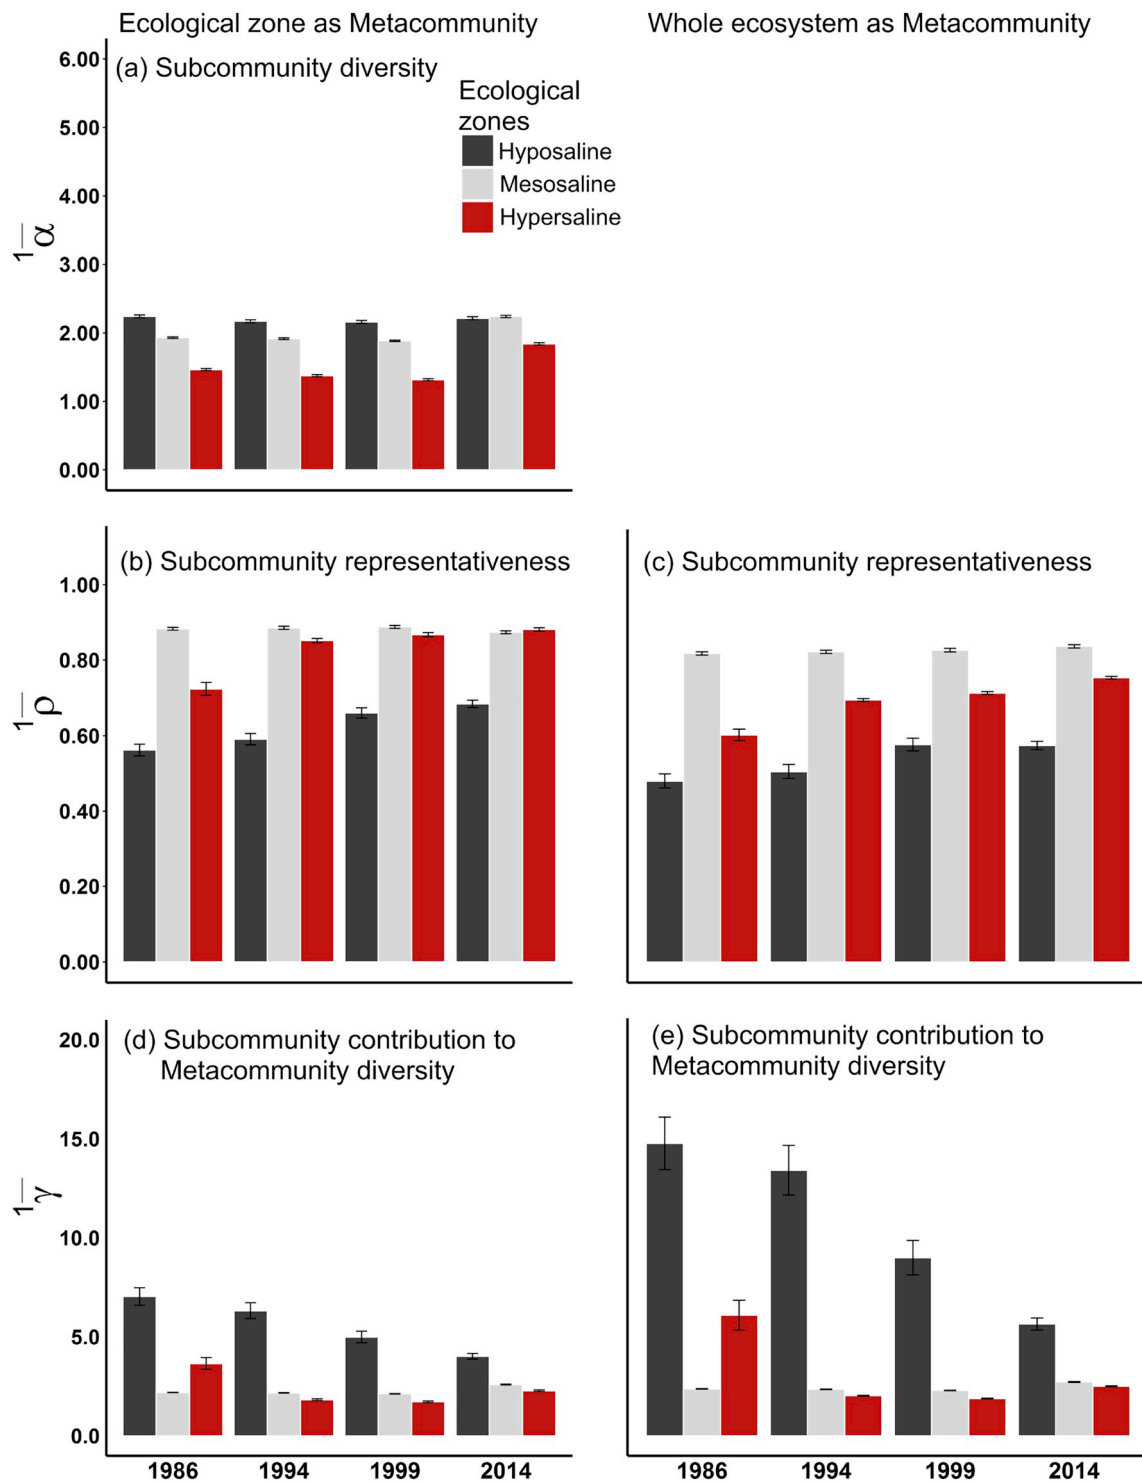 Ecological zone as Metacommunity
Whole ecosystem as Metacommunity
6.00
(a) Subcommunity diversity
Ecological
zones
Hyposaline
Mesosaline
Hypersaline
5.00
4.00
3.00
2.00
1.00
0.00
1α
(b) Subcommunity representativeness
(c) Subcommunity representativeness
1.00
0.80
0.60
0.40
0.20
0.00
1ρ
(d) Subcommunity contribution to
Metacommunity diversity
(e) Subcommunity contribution to
Metacommunity diversity
20.0
15.0
10.0
5.0
0.0
1γ
1986 1994 1999 2014
1986 1994 1999 2014